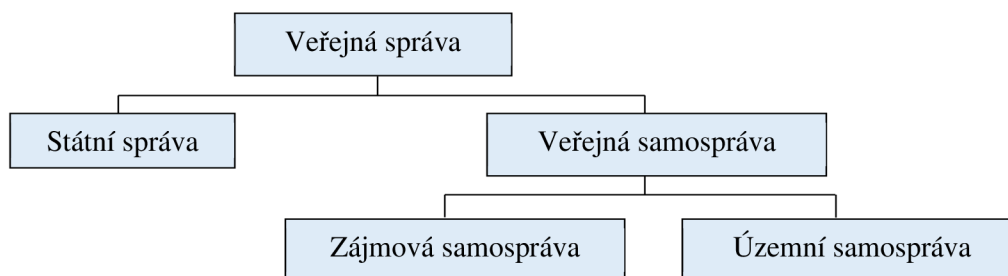 Veřejná správa
Státní správa
Veřejná samospráva
Zájmová samospráva
Územní samospráva